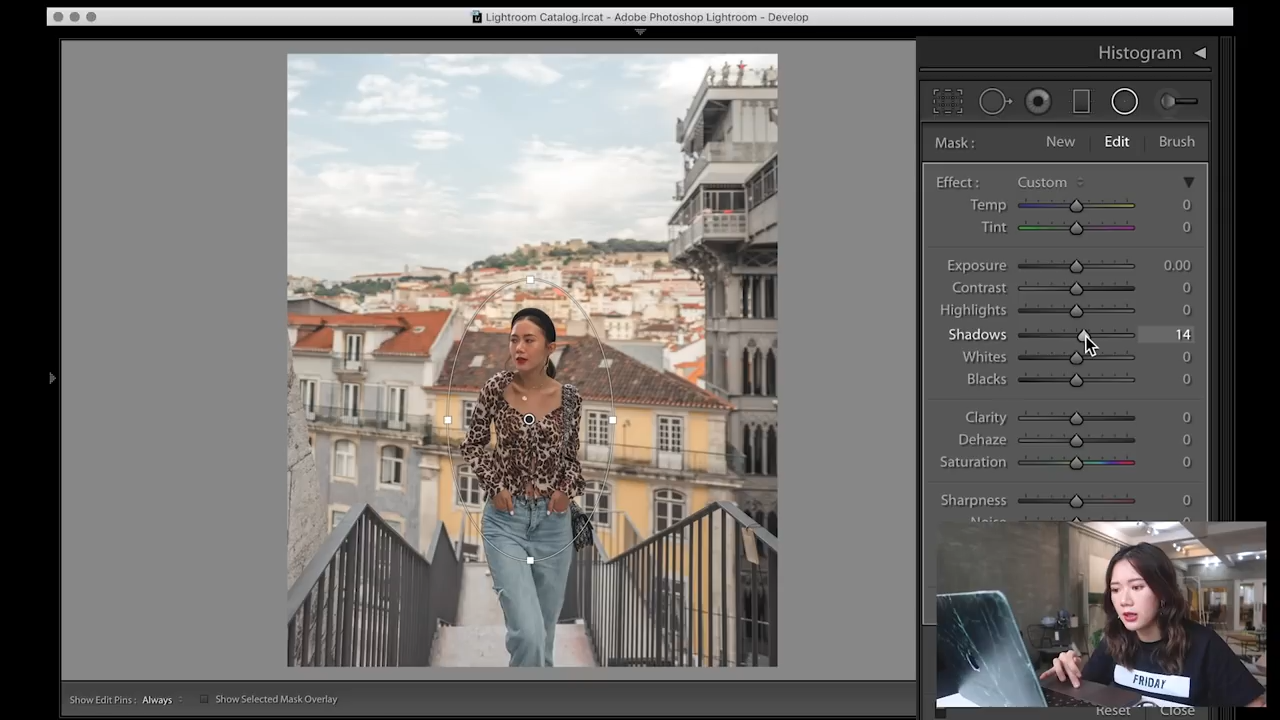 Lightroom Catalog.lrcat - Adobe Photoshop Lightroom - Develop
Histogram
Mask : New Edit Brush
Effect : Custom
Temp 0
Tint 0
Exposure 0.00
Contrast 0
Highlights 0
Shadows 14
Whites 0
Blacks 0
Clarity 0
Dehaze 0
Saturation 0
Sharpness 0
Noise
FRIDAY
Show Edit Pins : Always Show Selected Mask Overlay
Reset Close